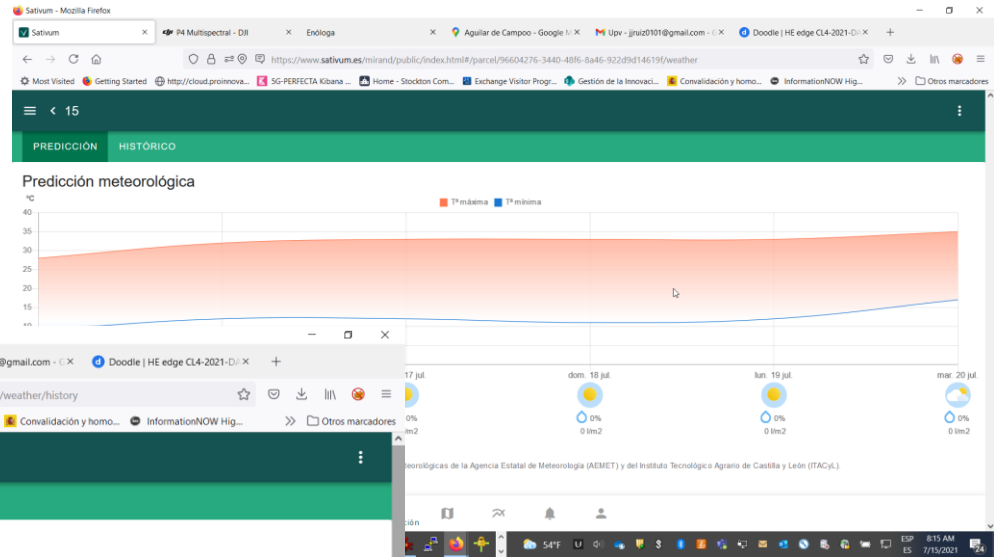 Sativum - Mozilla Firefox
Sativum
P4 Multispectral - DJI
Enóloga
Aguilar de Campoo - Google M
Upv - jjruiz0101@gmail.com - G
Doodle | HE edge CL4-2021-DA
https://www.sativum.es/mirand/public/index.html#/parcel/96604276-3440-48f6-8a46-922d9d14619f/weather
Most Visited
Getting Started
http://cloud.proinnova...
SG-PERFECTA Kibana ...
Home - Stockton Com...
Exchange Visitor Progr...
Gestión de la Innovaci...
Convalidación y homo...
InformationNOW Hig...
Otros marcadores
15
PREDICCIÓN
HISTÓRICO
Predicción meteorológica
°C
Tª máxima
Tª mínima
40
35
30
25
20
15
10
@gmail.com - G
Doodle | HE edge CL4-2021-DA
/weather/history
Convalidación y homo...
InformationNOW Hig...
Otros marcadores
17 jul.
dom. 18 jul.
lun. 19 jul.
mar. 20 jul.
0%
0%
0%
0%
l/m2
0 l/m2
0 l/m2
0 l/m2
eorológicas de la Agencia Estatal de Meteorología (AEMET) y del Instituto Tecnológico Agrario de Castilla y León (ITACyL).
ción
54°F
ESP
8:15 AM
ES
7/15/2021
24